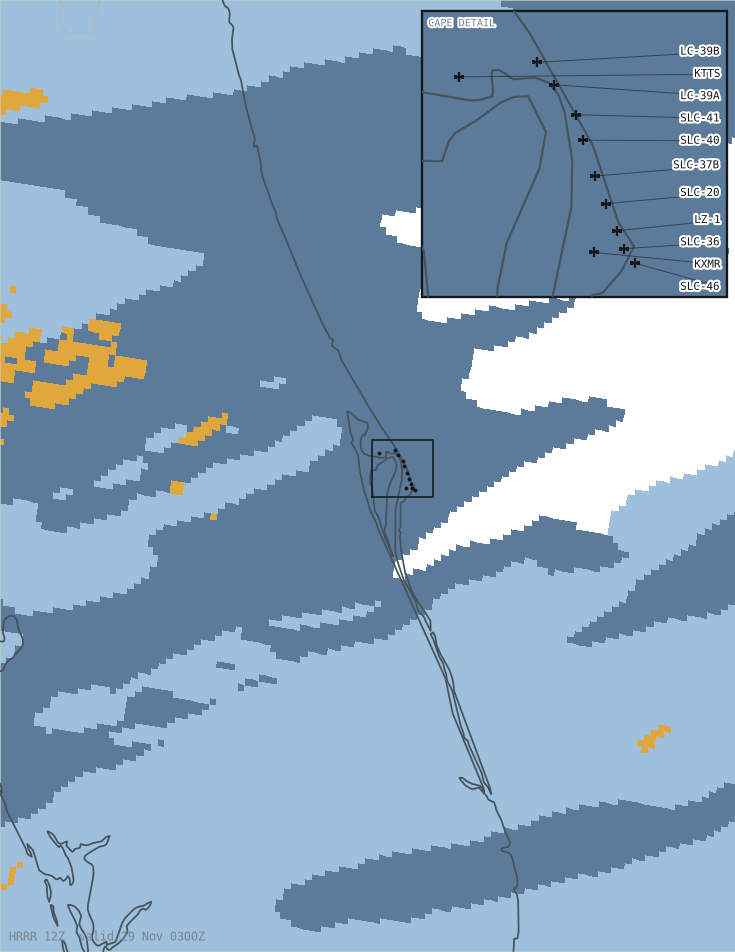 CAPE DETAIL
LC-39B
KTTS
LC-39A
SLC-41
SLC-40
SLC-37B
SLC-20
LZ-1
SLC-36
KXMR
SLC-46
HRRR 12Z valid 29 Nov 0300Z